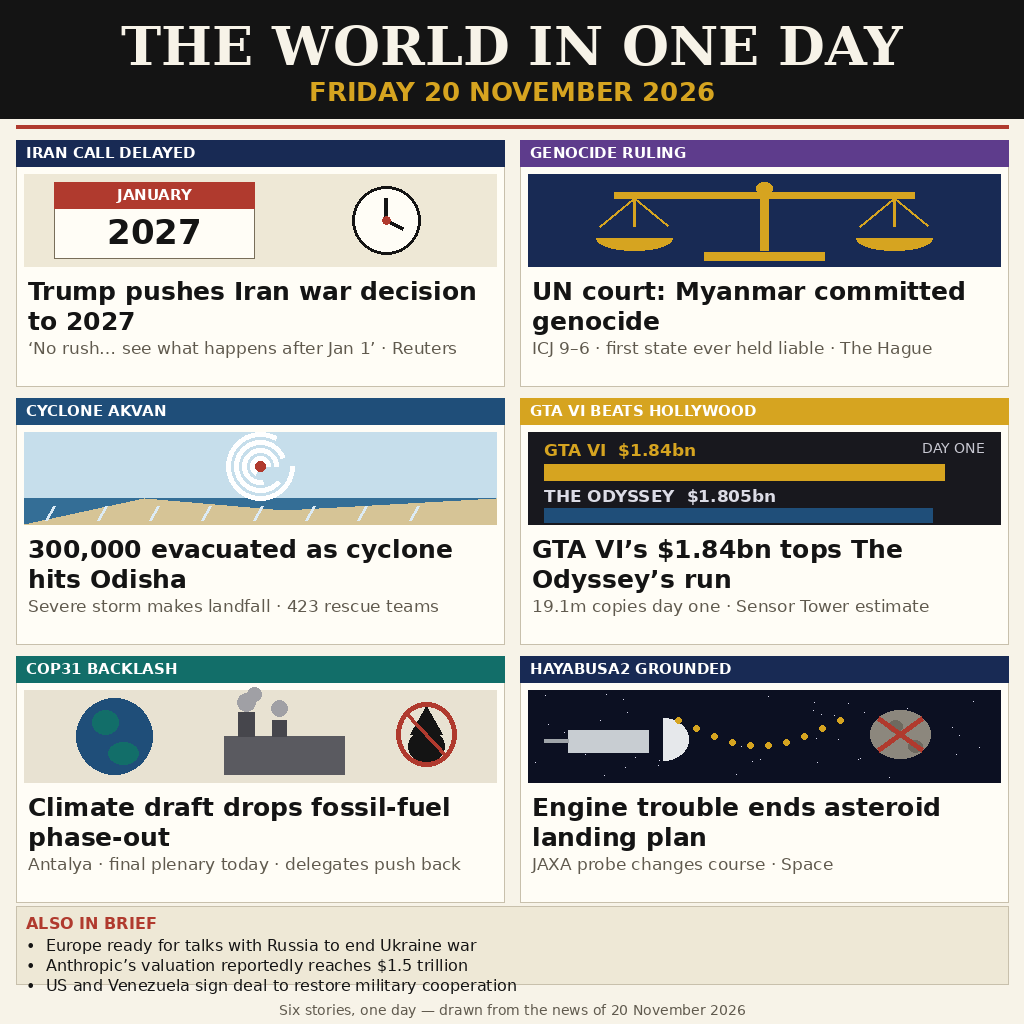 THE WORLD IN ONE DAY
FRIDAY 20 NOVEMBER 2026
IRAN CALL DELAYED
JANUARY
2027
Trump pushes Iran war decision
to 2027
‘No rush… see what happens after Jan 1’ · Reuters
GENOCIDE RULING
UN court: Myanmar committed
genocide
ICJ 9–6 · first state ever held liable · The Hague
CYCLONE AKVAN
300,000 evacuated as cyclone
hits Odisha
Severe storm makes landfall · 423 rescue teams
GTA VI BEATS HOLLYWOOD
GTA VI $1.84bn
DAY ONE
THE ODYSSEY $1.805bn
GTA VI’s $1.84bn tops The
Odyssey’s run
19.1m copies day one · Sensor Tower estimate
COP31 BACKLASH
Climate draft drops fossil-fuel
phase-out
Antalya · final plenary today · delegates push back
HAYABUSA2 GROUNDED
Engine trouble ends asteroid
landing plan
JAXA probe changes course · Space
ALSO IN BRIEF
• Europe ready for talks with Russia to end Ukraine war
• Anthropic’s valuation reportedly reaches $1.5 trillion
• US and Venezuela sign deal to restore military cooperation
Six stories, one day — drawn from the news of 20 November 2026